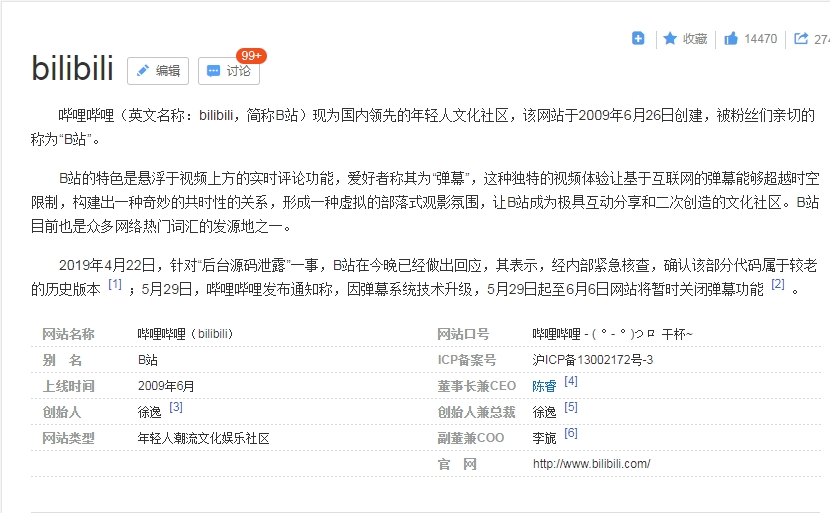 收藏 14470 274
99+
bilibili 编辑 讨论
哔哩哔哩（英文名称：bilibili，简称B站）现为国内领先的年轻人文化社区，该网站于2009年6月26日创建，被粉丝们亲切的
称为“B站”。
B站的特色是悬浮于视频上方的实时评论功能，爱好者称其为“弹幕”，这种独特的视频体验让基于互联网的弹幕能够超越时空
限制，构建出一种奇妙的共时性的关系，形成一种虚拟的部落式观影氛围，让B站成为极具互动分享和二次创造的文化社区。B站
目前也是众多网络热门词汇的发源地之一。
2019年4月22日，针对“后台源码泄露”一事，B站在今晚已经做出回应，其表示，经内部紧急核查，确认该部分代码属于较老
的历史版本 [1] ；5月29日，哔哩哔哩发布通知称，因弹幕系统技术升级，5月29日起至6月6日网站将暂时关闭弹幕功能 [2] 。
网站名称 哔哩哔哩（bilibili） 网站口号 哔哩哔哩 - ( ゜- ゜)つロ 干杯~
别 名 B站 ICP备案号 沪ICP备13002172号-3
上线时间 2009年6月 董事长兼CEO 陈睿 [4]
创始人 徐逸 [3] 创始人兼总裁 徐逸 [5]
网站类型 年轻人潮流文化娱乐社区 副董兼COO 李旎 [6]
官 网 http://www.bilibili.com/